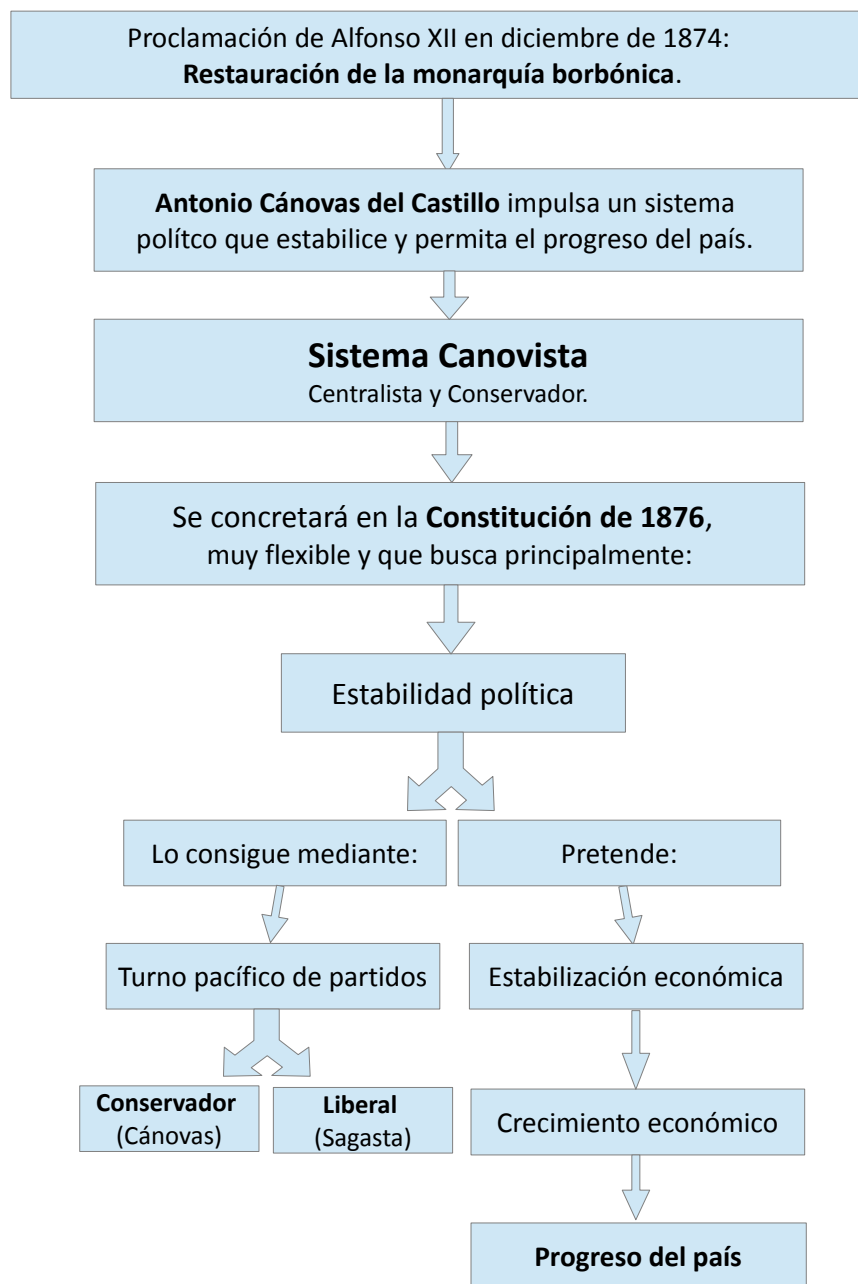 Proclamación de Alfonso XII en diciembre de 1874:
Restauración de la monarquía borbónica.
Antonio Cánovas del Castillo impulsa un sistema
polítco que estabilice y permita el progreso del país.
Sistema Canovista
Centralista y Conservador.
Se concretará en la Constitución de 1876,
muy flexible y que busca principalmente:
Estabilidad política
Lo consigue mediante:
Pretende:
Turno pacífico de partidos
Estabilización económica
Conservador
(Cánovas)
Liberal
(Sagasta)
Crecimiento económico
Progreso del país